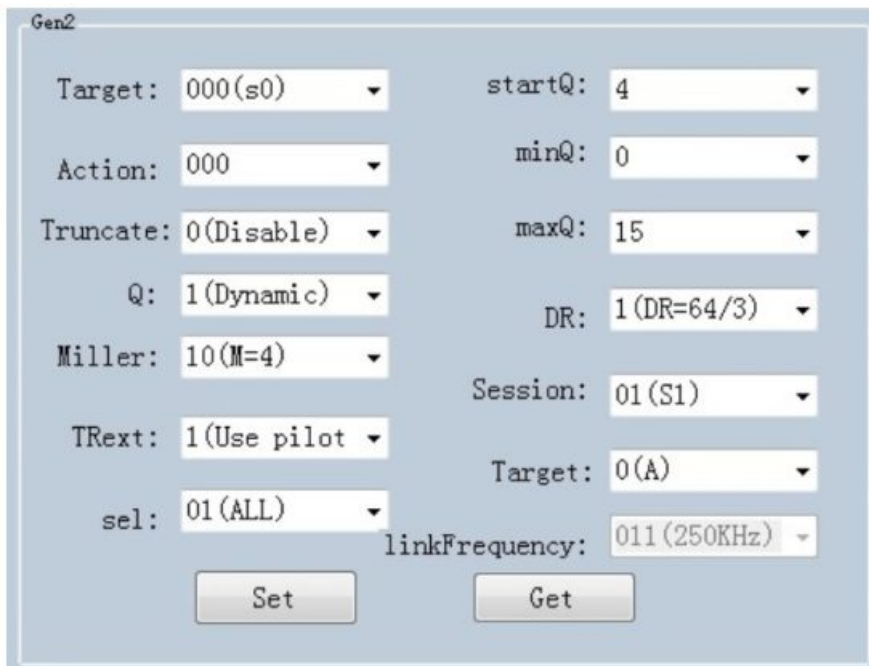 Gen2
Target: 000(s0)
startQ: 4
Action: 000
minQ: 0
Truncate: 0(Disable)
maxQ: 15
Q: 1(Dynamic)
DR: 1(DR=64/3)
Miller: 10(M=4)
Session: 01(S1)
TRext: 1(Use pilot
Target: 0(A)
sel: 01(ALL)
linkFrequency: 011(250KHz)
Set
Get